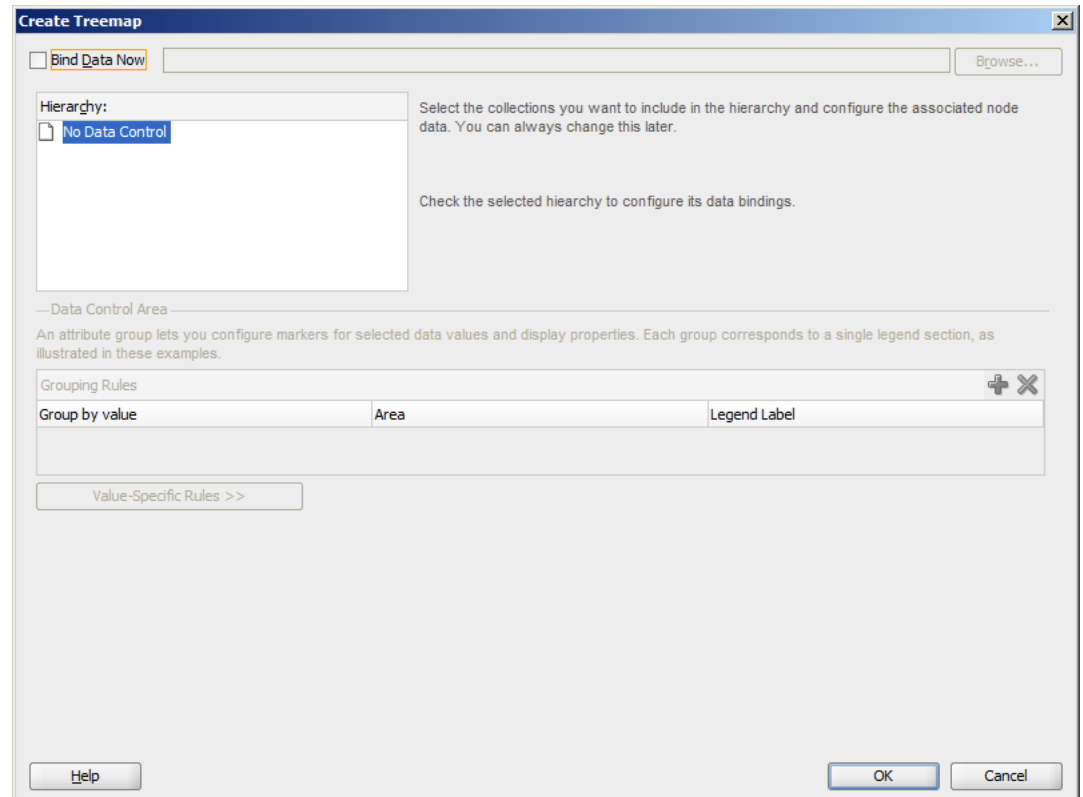 Create Treemap
Bind Data Now
Browse...
Hierarchy:
No Data Control
Select the collections you want to include in the hierarchy and configure the associated node
data. You can always change this later.
Check the selected hiearchy to configure its data bindings.
Data Control Area
An attribute group lets you configure markers for selected data values and display properties. Each group corresponds to a single legend section, as
illustrated in these examples.
Grouping Rules
Group by value Area Legend Label
Value-Specific Rules >>
Help OK Cancel